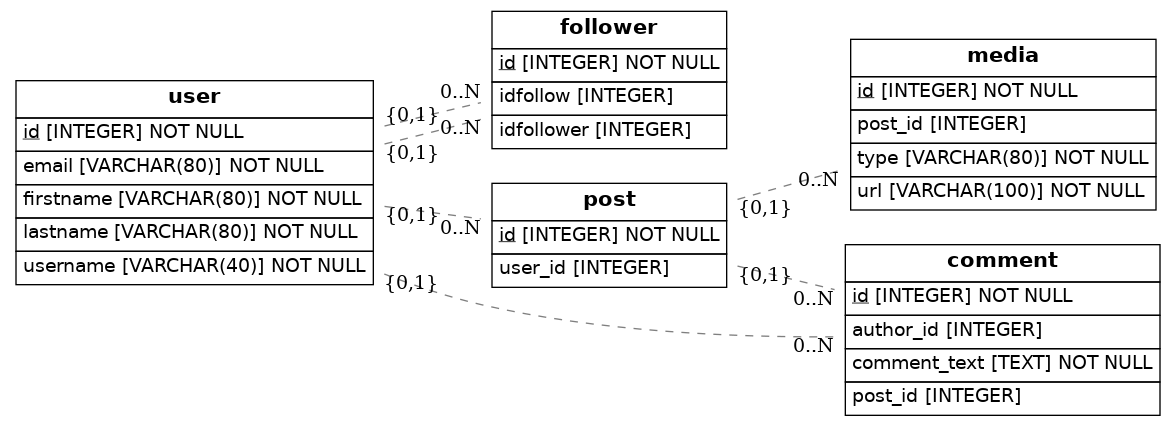 user
id [INTEGER] NOT NULL
email [VARCHAR(80)] NOT NULL
firstname [VARCHAR(80)] NOT NULL
lastname [VARCHAR(80)] NOT NULL
username [VARCHAR(40)] NOT NULL
{0,1}
0..N
{0,1}
0..N
{0,1}
0..N
{0,1}
0..N
follower
id [INTEGER] NOT NULL
idfollow [INTEGER]
idfollower [INTEGER]
post
id [INTEGER] NOT NULL
user_id [INTEGER]
{0,1}
0..N
{0,1}
0..N
media
id [INTEGER] NOT NULL
post_id [INTEGER]
type [VARCHAR(80)] NOT NULL
url [VARCHAR(100)] NOT NULL
comment
id [INTEGER] NOT NULL
author_id [INTEGER]
comment_text [TEXT] NOT NULL
post_id [INTEGER]